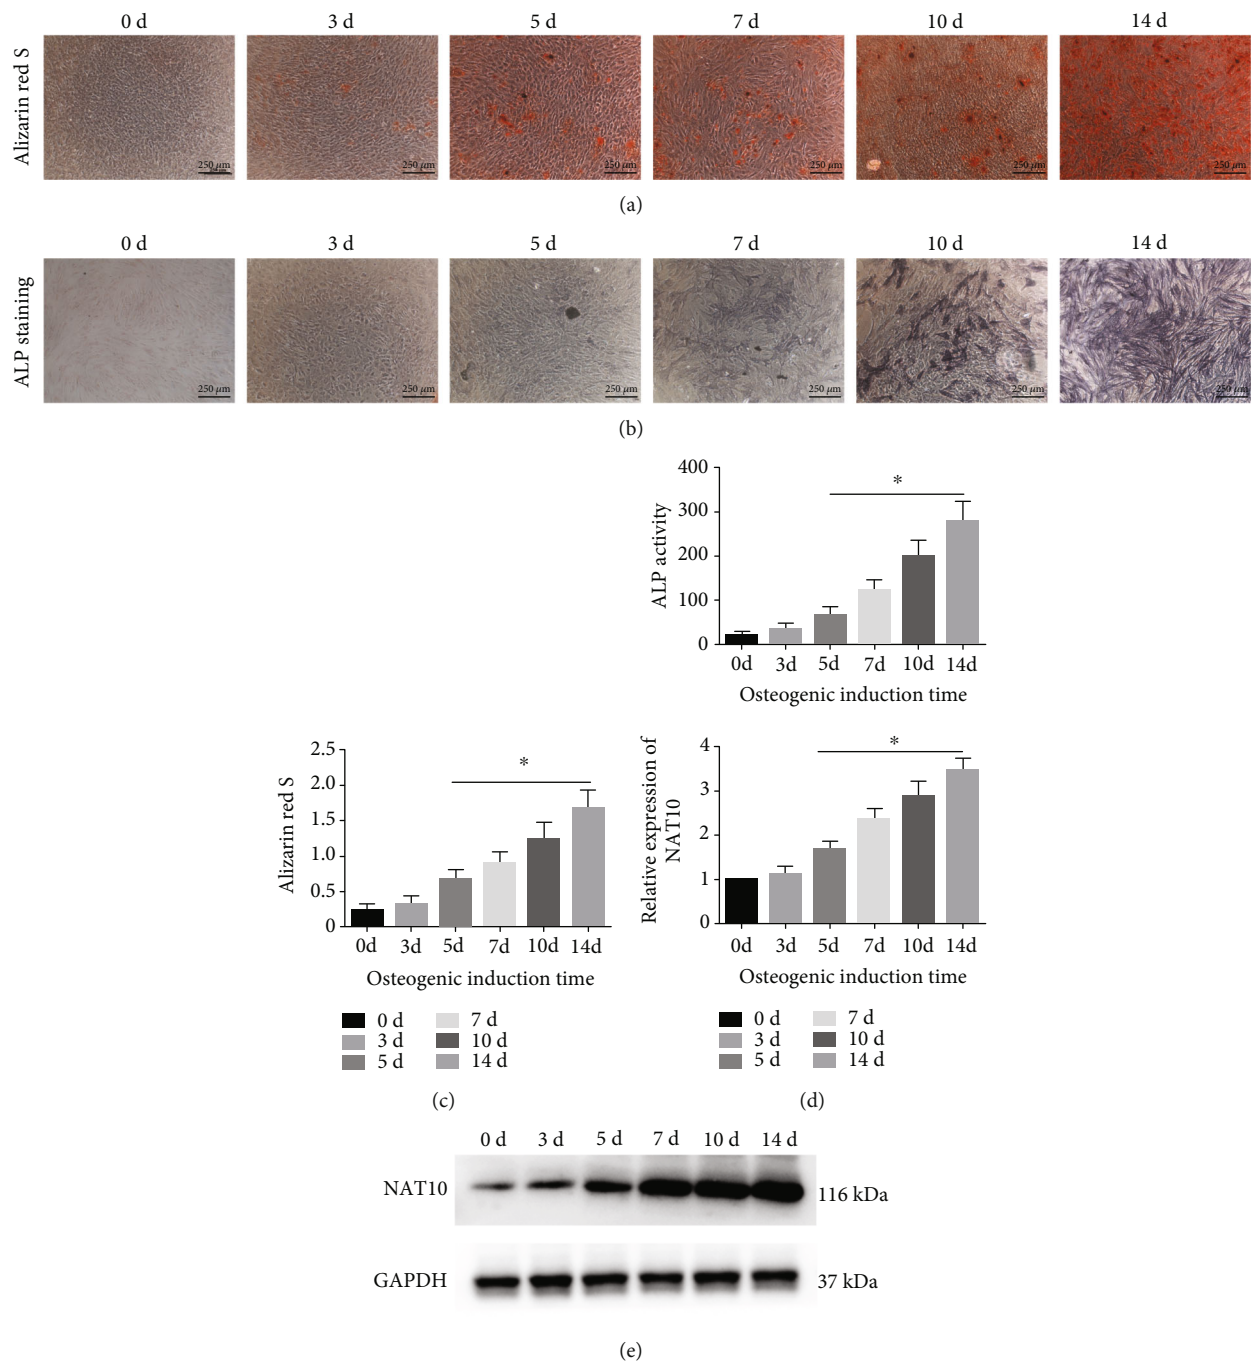 0 d 3 d 5 d 7 d 10 d 14 d
Alizarin red S
250 μm 250 μm 250 μm 250 μm 250 μm 250 μm
(a)
0 d 3 d 5 d 7 d 10 d 14 d
ALP staining
250 μm 250 μm 250 μm 250 μm 250 μm 250 μm
(b)
ALP activity
400
300
200
100
0
*
0d 3d 5d 7d 10d 14d
Osteogenic induction time
Alizarin red S
2.5
2.0
1.5
1.0
0.5
0
*
0d 3d 5d 7d 10d 14d
Osteogenic induction time
0 d 7 d
3 d 10 d
5 d 14 d
(c)
Relative expression of
NAT10
4
3
2
1
0
*
0d 3d 5d 7d 10d 14d
Osteogenic induction time
0 d 7 d
3 d 10 d
5 d 14 d
(d)
0 d 3 d 5 d 7 d 10 d 14 d
NAT10 116 kDa
GAPDH 37 kDa
(e)